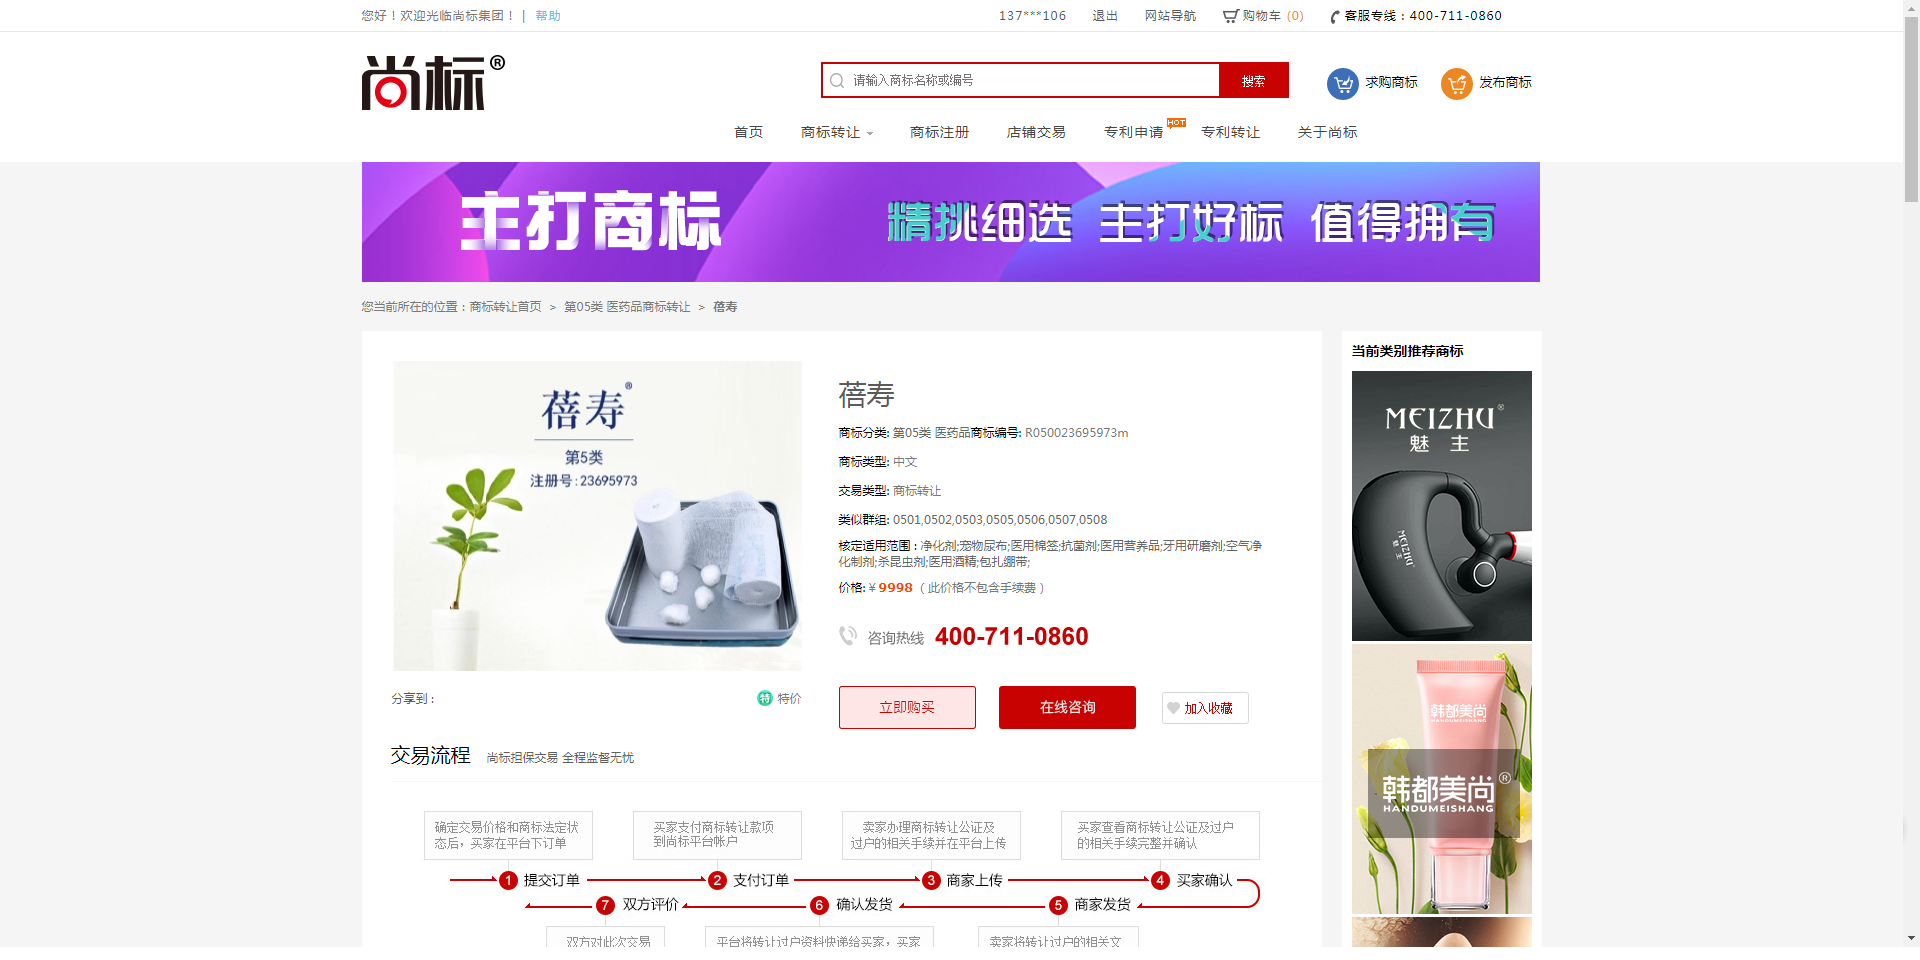 您好！欢迎光临尚标集团！ | 帮助
137***106 退出 网站导航 购物车 (0) 客服专线：400-711-0860
尚标®
请输入商标名称或编号 搜索 求购商标 发布商标
首页 商标转让 商标注册 店铺交易 专利申请 HOT 专利转让 关于尚标
主打商标 精挑细选 主打好标 值得拥有
您当前所在的位置：商标转让首页 > 第05类 医药品商标转让 > 蓓寿
蓓寿®
第5类
注册号:23695973
分享到：
特 特价
蓓寿
商标分类: 第05类 医药品商标编号: R050023695973m
商标类型: 中文
交易类型: 商标转让
类似群组: 0501,0502,0503,0505,0506,0507,0508
核定适用范围：净化剂;宠物尿布;医用棉签;抗菌剂;医用营养品;牙用研磨剂;空气净
化制剂;杀昆虫剂;医用酒精;包扎绷带;
价格: ¥ 9998 （此价格不包含手续费）
咨询热线 400-711-0860
立即购买 在线咨询 加入收藏
当前类别推荐商标
MEIZHU®
魅 主
MEIZHU
魅主
韩都美尚
HANDUMEISHANG
韩都美尚®
HANDUMEISHANG
交易流程 尚标担保交易 全程监督无忧
确定交易价格和商标法定状
态后，买家在平台下订单
买家支付商标转让款项
到尚标平台帐户
卖家办理商标转让公证及
过户的相关手续并在平台上传
买家查看商标转让公证及过户
的相关手续完整并确认
1 提交订单 2 支付订单 3 商家上传 4 买家确认
7 双方评价 6 确认发货 5 商家发货
双方对此次交易 平台将转让过户资料快递给买家，买家 卖家将转让过户的相关文